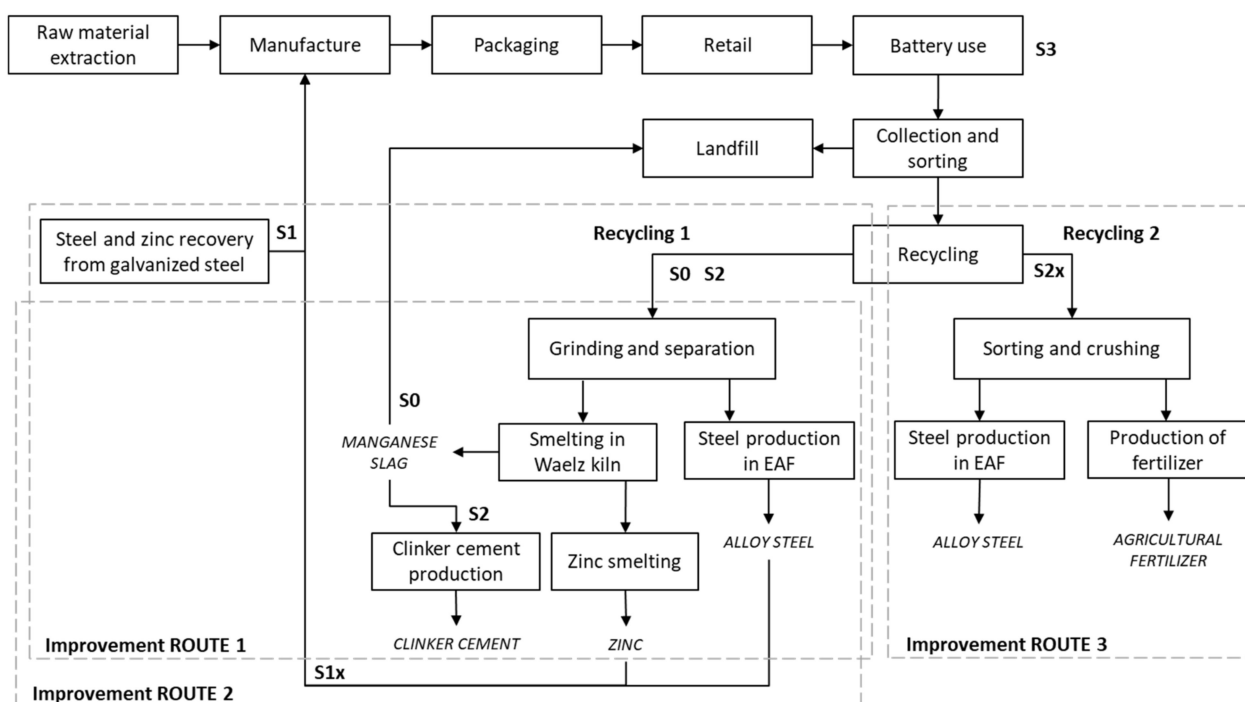 Raw material
extraction
Manufacture
Packaging
Retail
Battery use
S3
Landfill
Collection and
sorting
Steel and zinc recovery
from galvanized steel
S1
Recycling 1
Recycling
Recycling 2
S0 S2
S2x
Grinding and separation
Sorting and crushing
S0
MANGANESE
SLAG
Smelting in
Waelz kiln
Steel production
in EAF
Steel production
in EAF
Production of
fertilizer
S2
Clinker cement
production
Zinc smelting
ALLOY STEEL
ALLOY STEEL
AGRICULTURAL
FERTILIZER
Improvement ROUTE 1
CLINKER CEMENT
ZINC
Improvement ROUTE 3
S1x
Improvement ROUTE 2